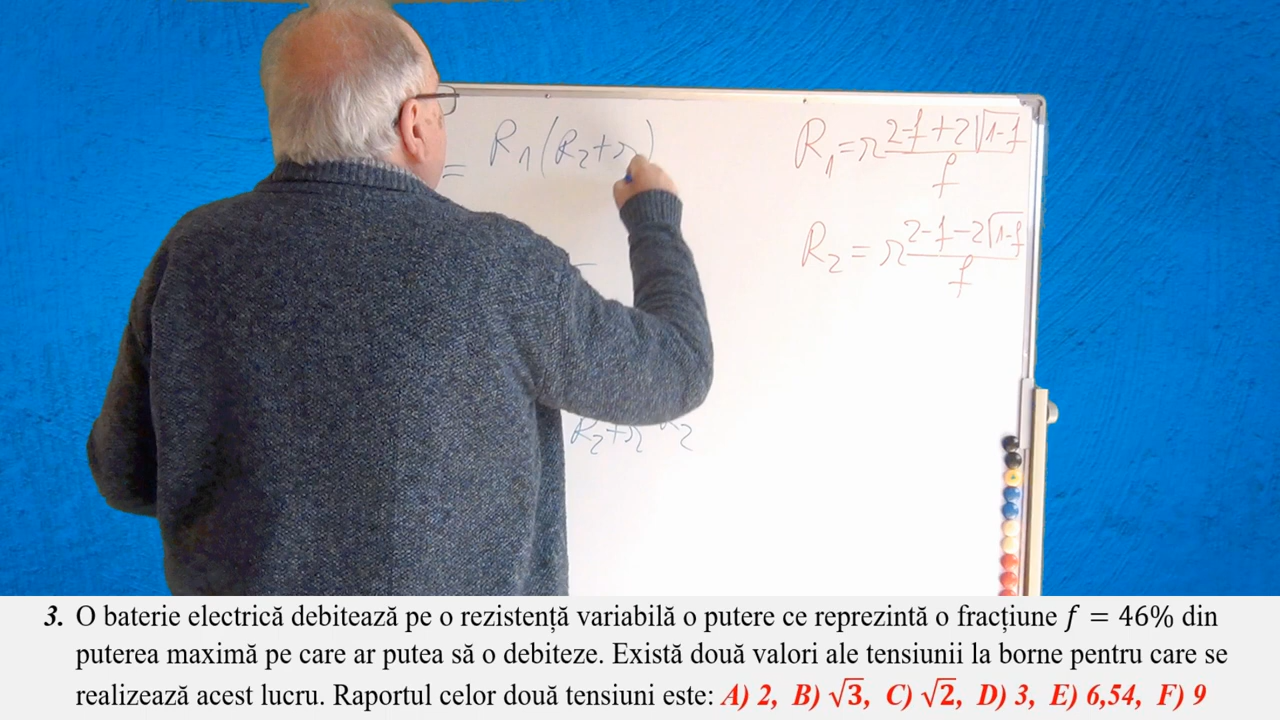 = R₁(R₂+r)
R₁=r (2-f+2√(1-f))/f
R₂=r (2-f-2√(1-f))/f
R₂+r R₂
3. O baterie electrică debitează pe o rezistență variabilă o putere ce reprezintă o fracțiune f = 46% din
puterea maximă pe care ar putea să o debiteze. Există două valori ale tensiunii la borne pentru care se
realizează acest lucru. Raportul celor două tensiuni este: A) 2, B) √3, C) √2, D) 3, E) 6,54, F) 9